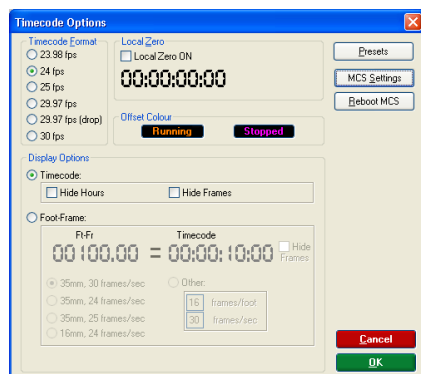 Timecode Options
Timecode Format
23.98 fps
24 fps
25 fps
29.97 fps
29.97 fps (drop)
30 fps
Local Zero
Local Zero ON
00:00:00:00
Offset Colour
Running
Stopped
Presets
MCS Settings
Reboot MCS
Display Options
Timecode:
Hide Hours
Hide Frames
Foot-Frame:
Ft-Fr
Timecode
00100.00 = 00:00:10:00
Hide Frames
35mm, 30 frames/sec
35mm, 24 frames/sec
35mm, 25 frames/sec
16mm, 24 frames/sec
Other:
16 frames/foot
30 frames/sec
Cancel
OK